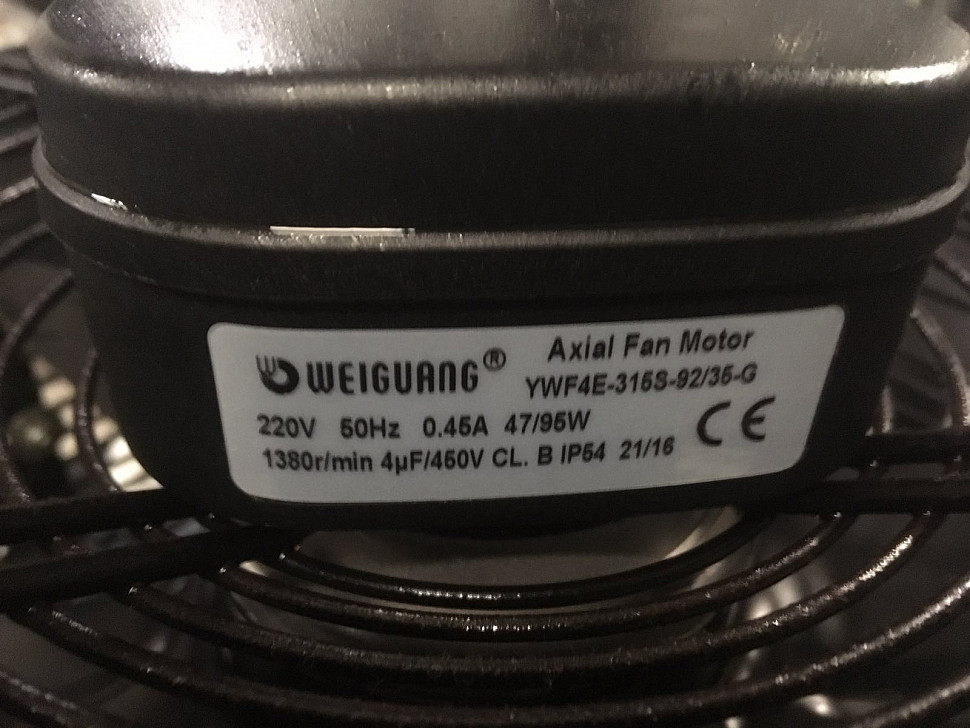 WEIGUANG® Axial Fan Motor
YWF4E-315S-92/35-G
220V 50Hz 0.45A 47/95W
1380r/min 4µF/450V CL. B IP54 21/16
CE